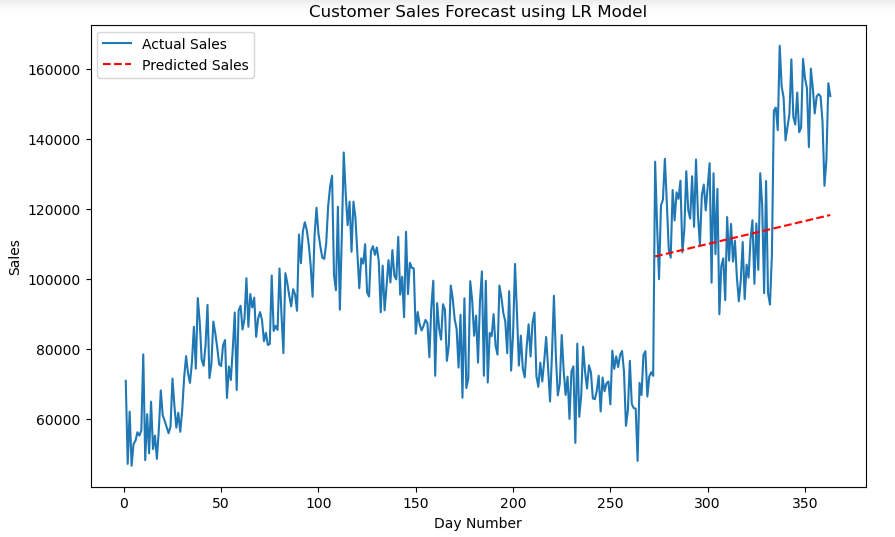 Customer Sales Forecast using LR Model
Actual Sales
Predicted Sales
160000
140000
120000
100000
80000
60000
Sales
0 50 100 150 200 250 300 350
Day Number